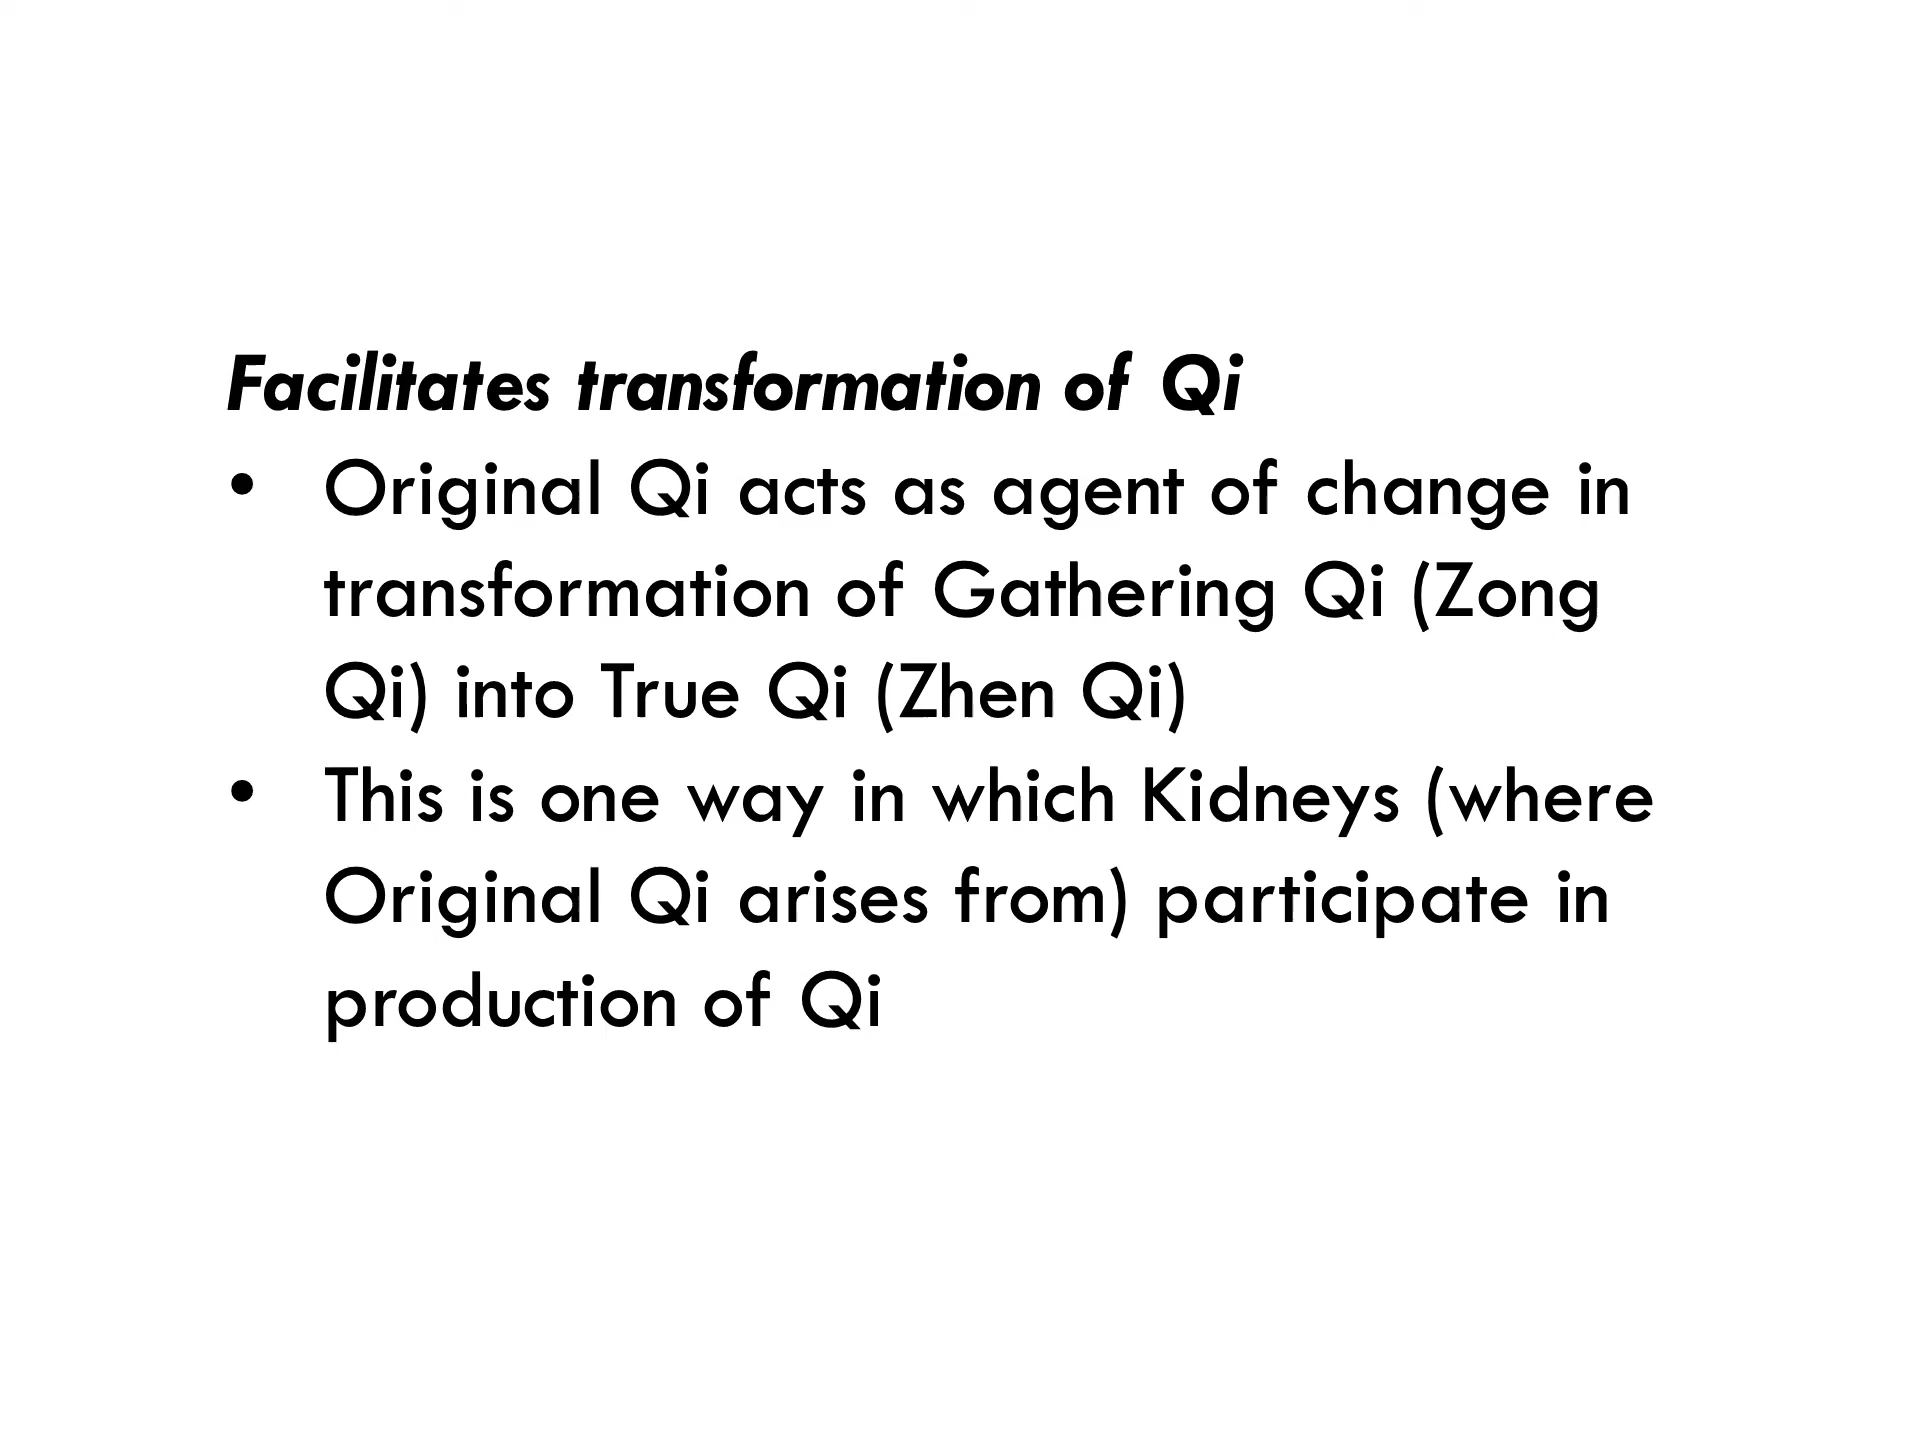 Facilitates transformation of Qi
• Original Qi acts as agent of change in
transformation of Gathering Qi (Zong
Qi) into True Qi (Zhen Qi)
• This is one way in which Kidneys (where
Original Qi arises from) participate in
production of Qi